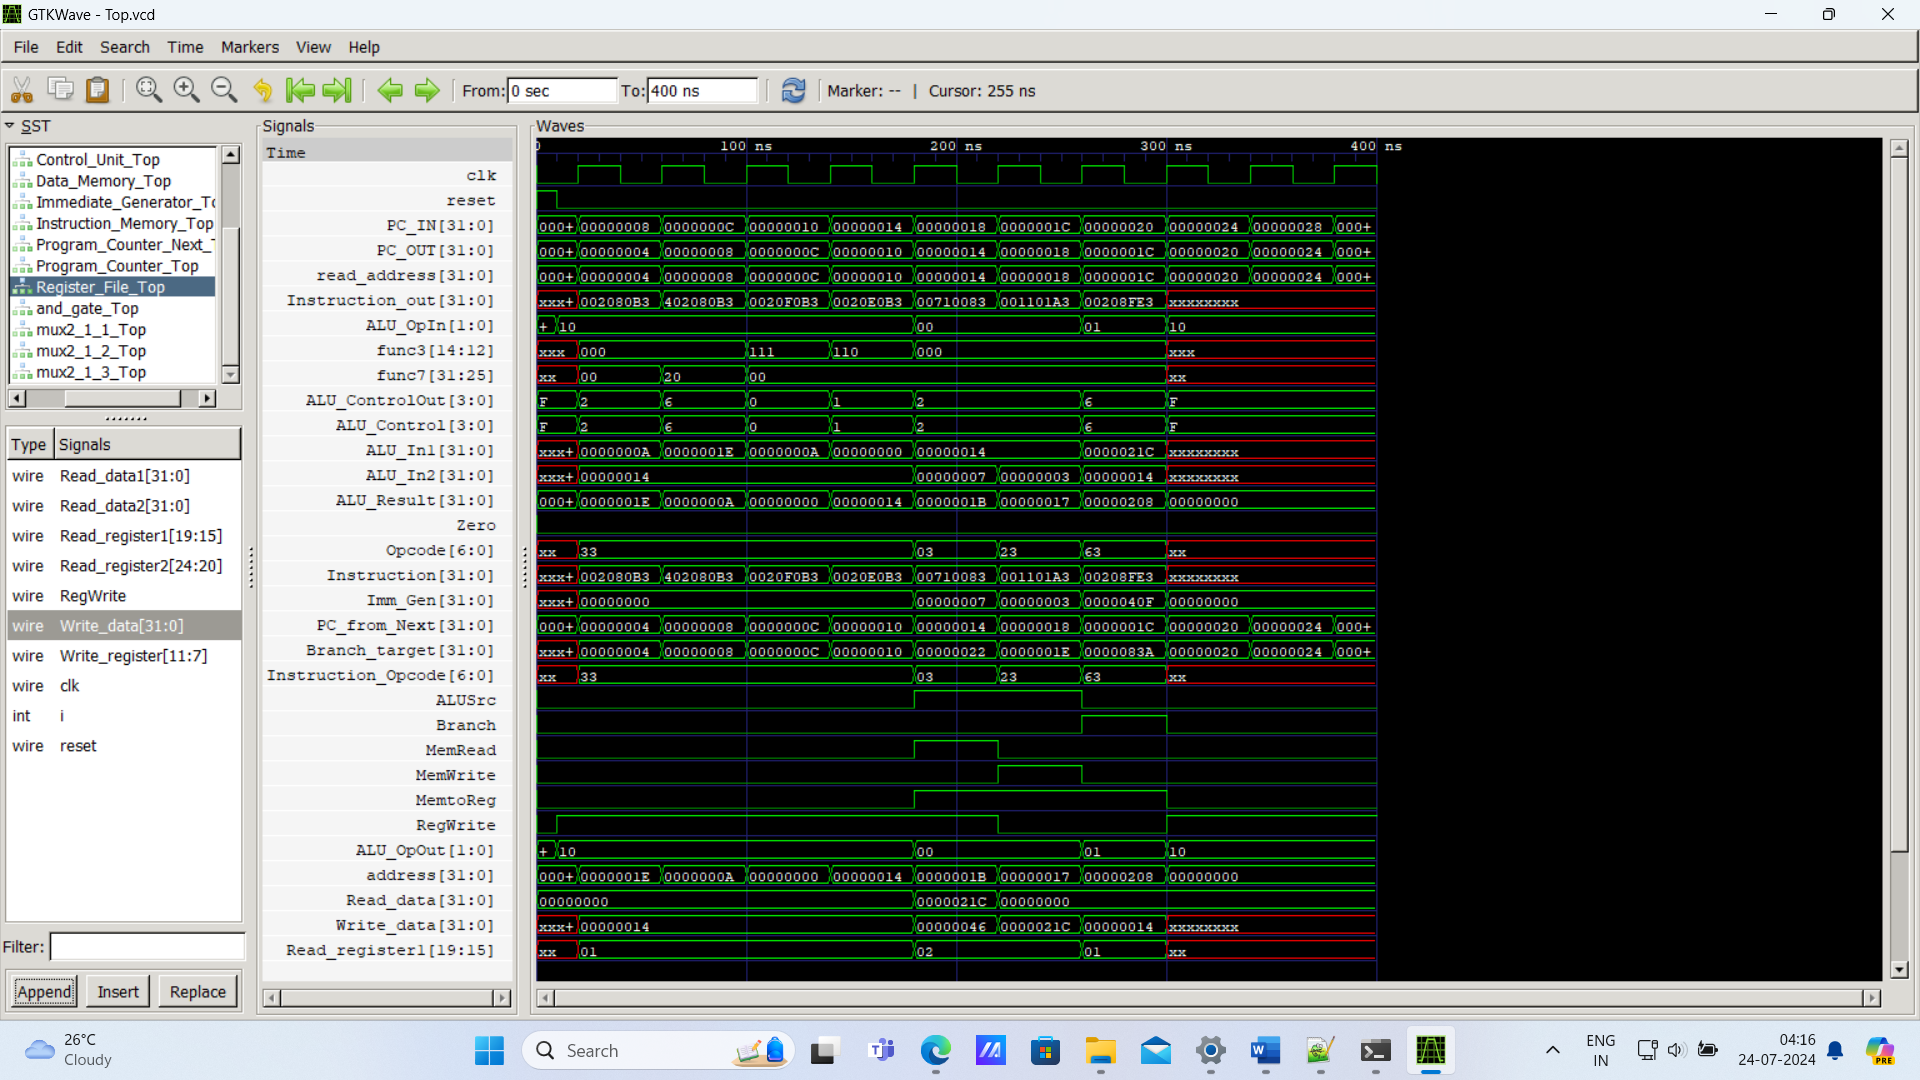 GTKWave - Top.vcd
File Edit Search Time Markers View Help
From: 0 sec To: 400 ns Marker: -- | Cursor: 255 ns
SST
Control_Unit_Top
Data_Memory_Top
Immediate_Generator_To
Instruction_Memory_Top
Program_Counter_Next_T
Program_Counter_Top
Register_File_Top
and_gate_Top
mux2_1_1_Top
mux2_1_2_Top
mux2_1_3_Top
Type Signals
wire Read_data1[31:0]
wire Read_data2[31:0]
wire Read_register1[19:15]
wire Read_register2[24:20]
wire RegWrite
wire Write_data[31:0]
wire Write_register[11:7]
wire clk
int i
wire reset
Filter:
Append Insert Replace
Signals
Waves
Time 0 100 ns 200 ns 300 ns 400 ns
clk
reset
PC_IN[31:0] 000+ 00000008 0000000C 00000010 00000014 00000018 0000001C 00000020 00000024 00000028 000+
PC_OUT[31:0] 000+ 00000004 00000008 0000000C 00000010 00000014 00000018 0000001C 00000020 00000024 000+
read_address[31:0] 000+ 00000004 00000008 0000000C 00000010 00000014 00000018 0000001C 00000020 00000024 000+
Instruction_out[31:0] xxx+ 002080B3 402080B3 0020F0B3 0020E0B3 00710083 001101A3 00208FE3 xxxxxxxx
ALU_OpIn[1:0] + 10 00 01 10
func3[14:12] xxx 000 111 110 000 xxx
func7[31:25] xx 00 20 00 xx
ALU_ControlOut[3:0] F 2 6 0 1 2 6 F
ALU_Control[3:0] F 2 6 0 1 2 6 F
ALU_In1[31:0] xxx+ 0000000A 0000001E 0000000A 00000000 00000014 0000021C xxxxxxxx
ALU_In2[31:0] xxx+ 00000014 00000007 00000003 00000014 xxxxxxxx
ALU_Result[31:0] 000+ 0000001E 0000000A 00000000 00000014 0000001B 00000017 00000208 00000000
Zero
Opcode[6:0] xx 33 03 23 63 xx
Instruction[31:0] xxx+ 002080B3 402080B3 0020F0B3 0020E0B3 00710083 001101A3 00208FE3 xxxxxxxx
Imm_Gen[31:0] xxx+ 00000000 00000007 00000003 0000040F 00000000
PC_from_Next[31:0] 000+ 00000004 00000008 0000000C 00000010 00000014 00000018 0000001C 00000020 00000024 000+
Branch_target[31:0] xxx+ 00000004 00000008 0000000C 00000010 00000022 0000001E 0000083A 00000020 00000024 000+
Instruction_Opcode[6:0] xx 33 03 23 63 xx
ALUSrc
Branch
MemRead
MemWrite
MemtoReg
RegWrite
ALU_OpOut[1:0] + 10 00 01 10
address[31:0] 000+ 0000001E 0000000A 00000000 00000014 0000001B 00000017 00000208 00000000
Read_data[31:0] 00000000 0000021C 00000000
Write_data[31:0] xxx+ 00000014 00000046 0000021C 00000014 xxxxxxxx
Read_register1[19:15] xx 01 02 01 xx
26°C
Cloudy
Search
PRE
ENG
IN
04:16
24-07-2024